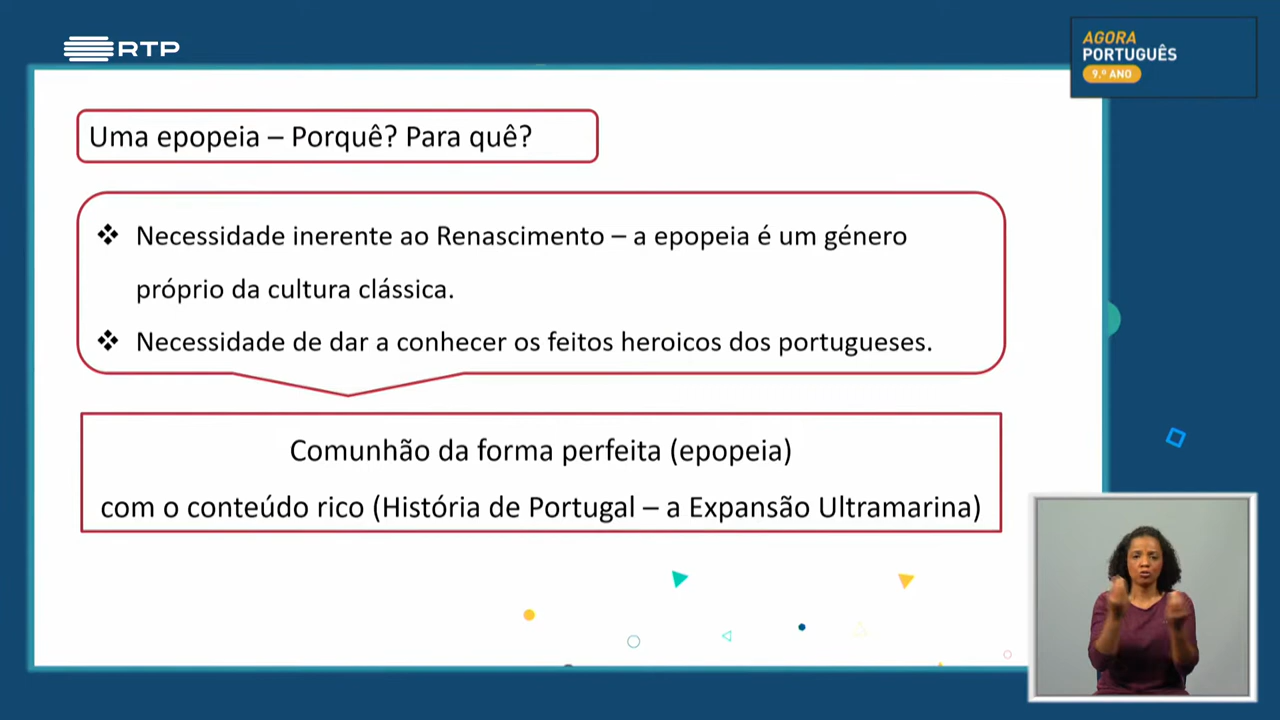 RTP
AGORA
PORTUGUÊS
9.º ANO
Uma epopeia – Porquê? Para quê?
❖ Necessidade inerente ao Renascimento – a epopeia é um género
próprio da cultura clássica.
❖ Necessidade de dar a conhecer os feitos heroicos dos portugueses.
Comunhão da forma perfeita (epopeia)
com o conteúdo rico (História de Portugal – a Expansão Ultramarina)